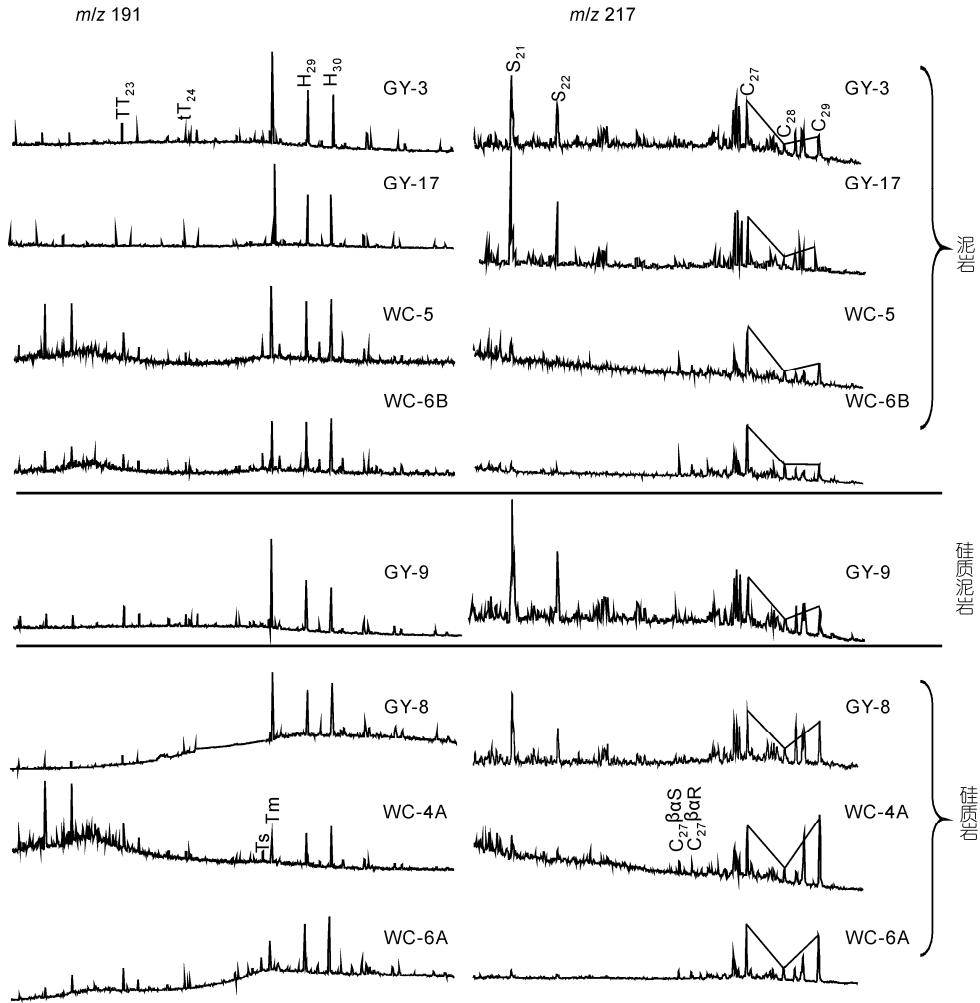 m/z 191
m/z 217
TT23
tT24
H29
H30
GY-3
S21
S22
C27
C28
C29
GY-3
GY-17
GY-17
WC-5
WC-5
WC-6B
WC-6B
泥岩
GY-9
GY-9
硅质泥岩
GY-8
GY-8
Ts
Tm
WC-4A
C27βαS
C27βαR
WC-4A
WC-6A
WC-6A
硅质岩